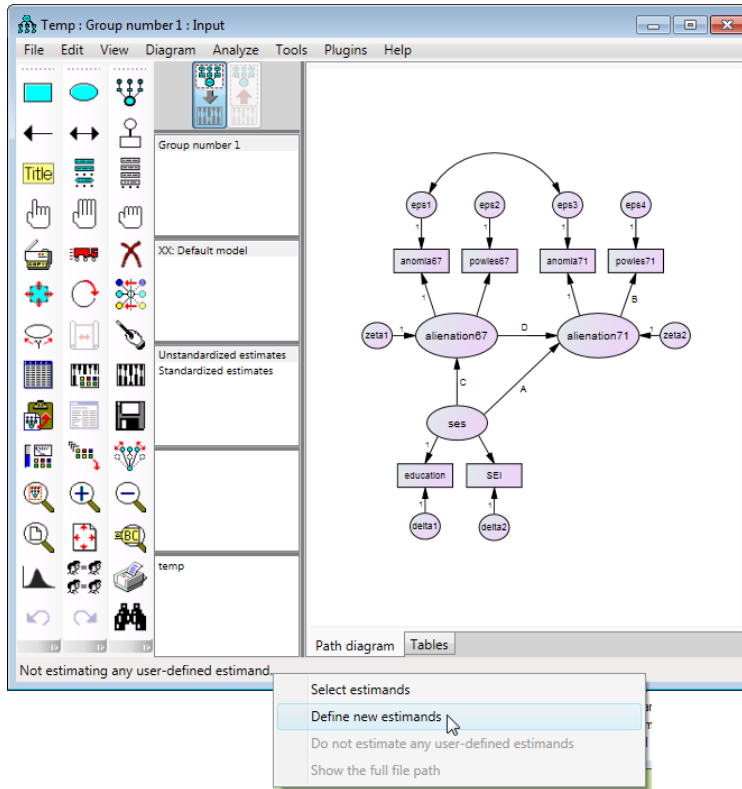 Temp : Group number 1 : Input
File Edit View Diagram Analyze Tools Plugins Help
Title
COPY
Group number 1
XX: Default model
Unstandardized estimates
Standardized estimates
temp
eps1 eps2 eps3 eps4
1 1 1 1
anomia67 powles67 anomia71 powles71
1 1 B
zeta1 1 alienation67 D alienation71 1 zeta2
C A
ses
1
education SEI
1 1
delta1 delta2
Path diagram Tables
Not estimating any user-defined estimand.
Select estimands
Define new estimands
Do not estimate any user-defined estimands
Show the full file path